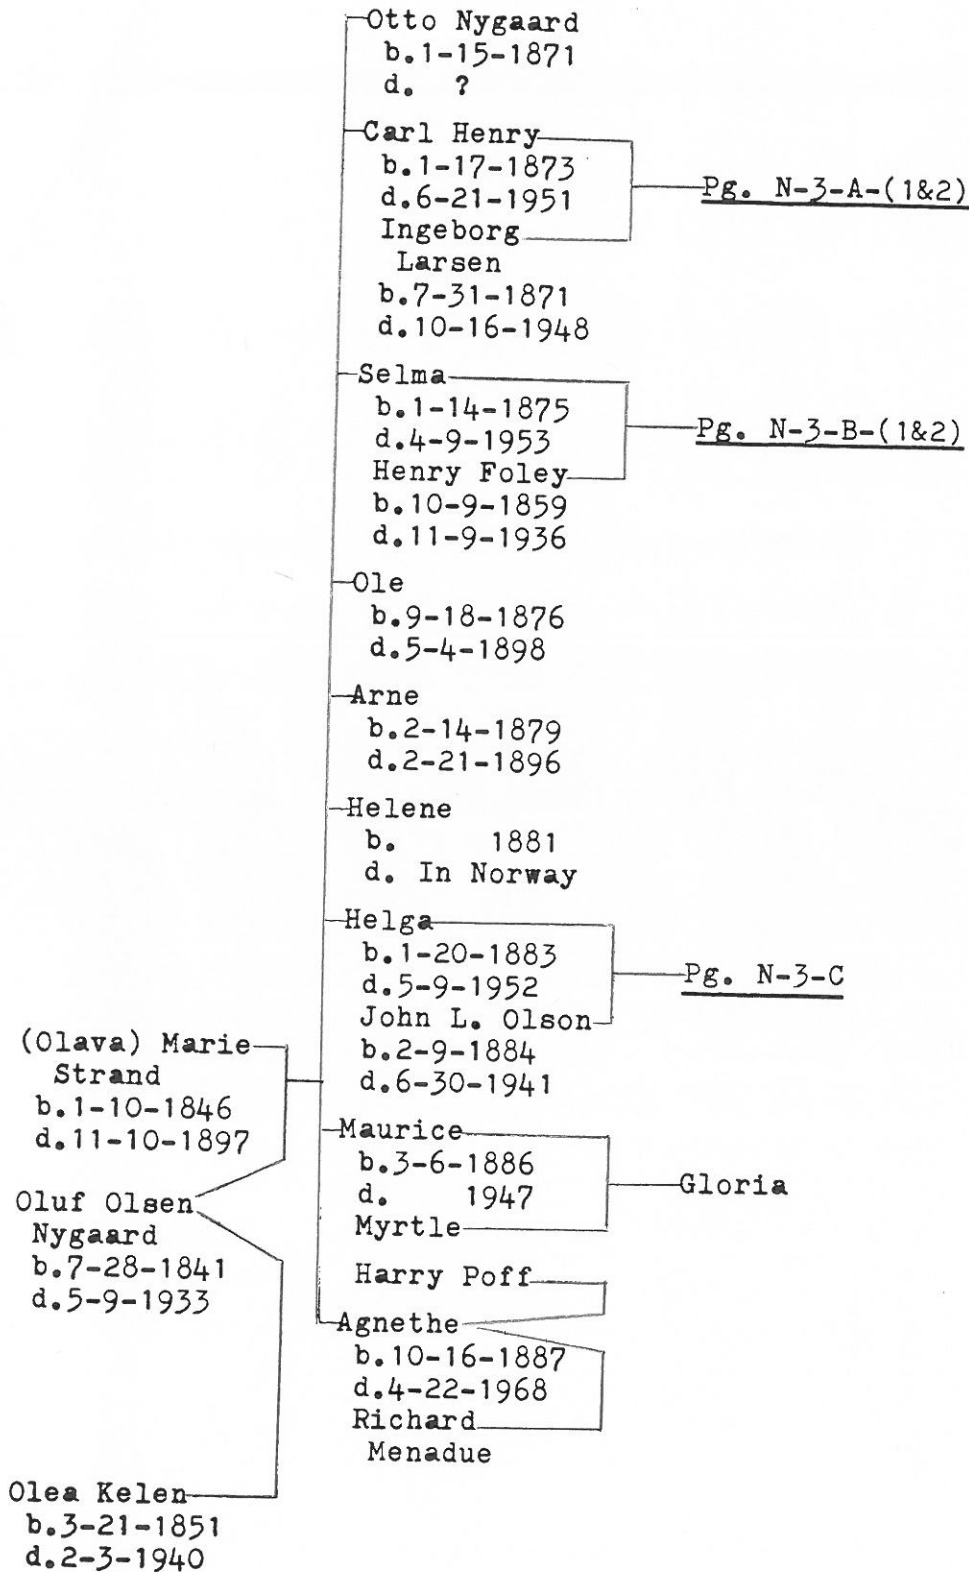 Otto Nygaard
b.1-15-1871
d. ?
Carl Henry
b.1-17-1873
d.6-21-1951
Ingeborg
Larsen
b.7-31-1871
d.10-16-1948
Pg. N-3-A-(1&2)
Selma
b.1-14-1875
d.4-9-1953
Henry Foley
b.10-9-1859
d.11-9-1936
Pg. N-3-B-(1&2)
Ole
b.9-18-1876
d.5-4-1898
Arne
b.2-14-1879
d.2-21-1896
Helene
b. 1881
d. In Norway
Helga
b.1-20-1883
d.5-9-1952
John L. Olson
b.2-9-1884
d.6-30-1941
Pg. N-3-C
(Olava) Marie
Strand
b.1-10-1846
d.11-10-1897
Maurice
b.3-6-1886
d. 1947
Myrtle
Gloria
Oluf Olsen
Nygaard
b.7-28-1841
d.5-9-1933
Harry Poff
Agnethe
b.10-16-1887
d.4-22-1968
Richard
Menadue
Olea Kelen
b.3-21-1851
d.2-3-1940